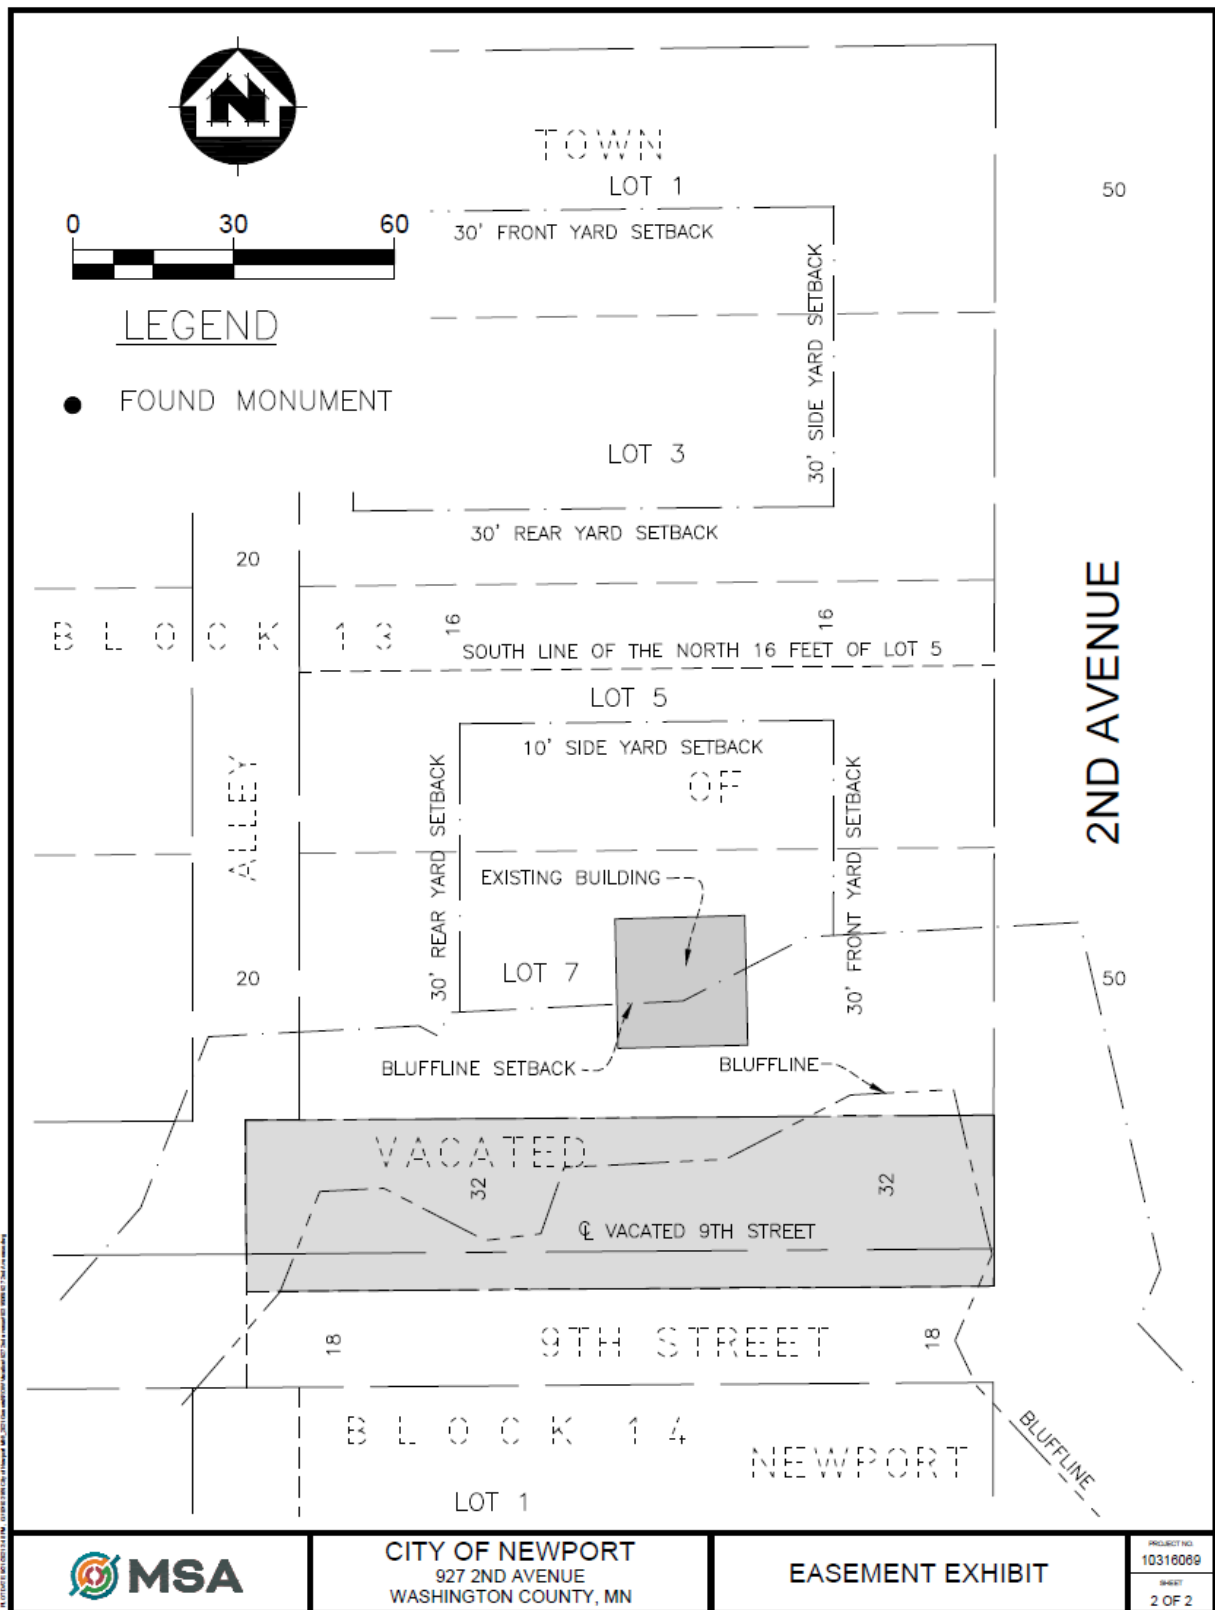 N
TOWN
LOT 1
50
0 30 60
30' FRONT YARD SETBACK
30' SIDE YARD SETBACK
LEGEND
FOUND MONUMENT
LOT 3
30' REAR YARD SETBACK
20
2ND AVENUE
BLOCK 13
16
16
SOUTH LINE OF THE NORTH 16 FEET OF LOT 5
LOT 5
10' SIDE YARD SETBACK
OF
ALLEY
30' REAR YARD SETBACK
30' FRONT YARD SETBACK
EXISTING BUILDING
LOT 7
20
50
BLUFFLINE SETBACK
BLUFFLINE
VACATED
32
32
℄ VACATED 9TH STREET
18
9TH STREET
18
BLOCK 14
NEWPORT
BLUFFLINE
LOT 1
MSA
CITY OF NEWPORT
927 2ND AVENUE
WASHINGTON COUNTY, MN
EASEMENT EXHIBIT
PROJECT NO.
10316069
SHEET
2 OF 2